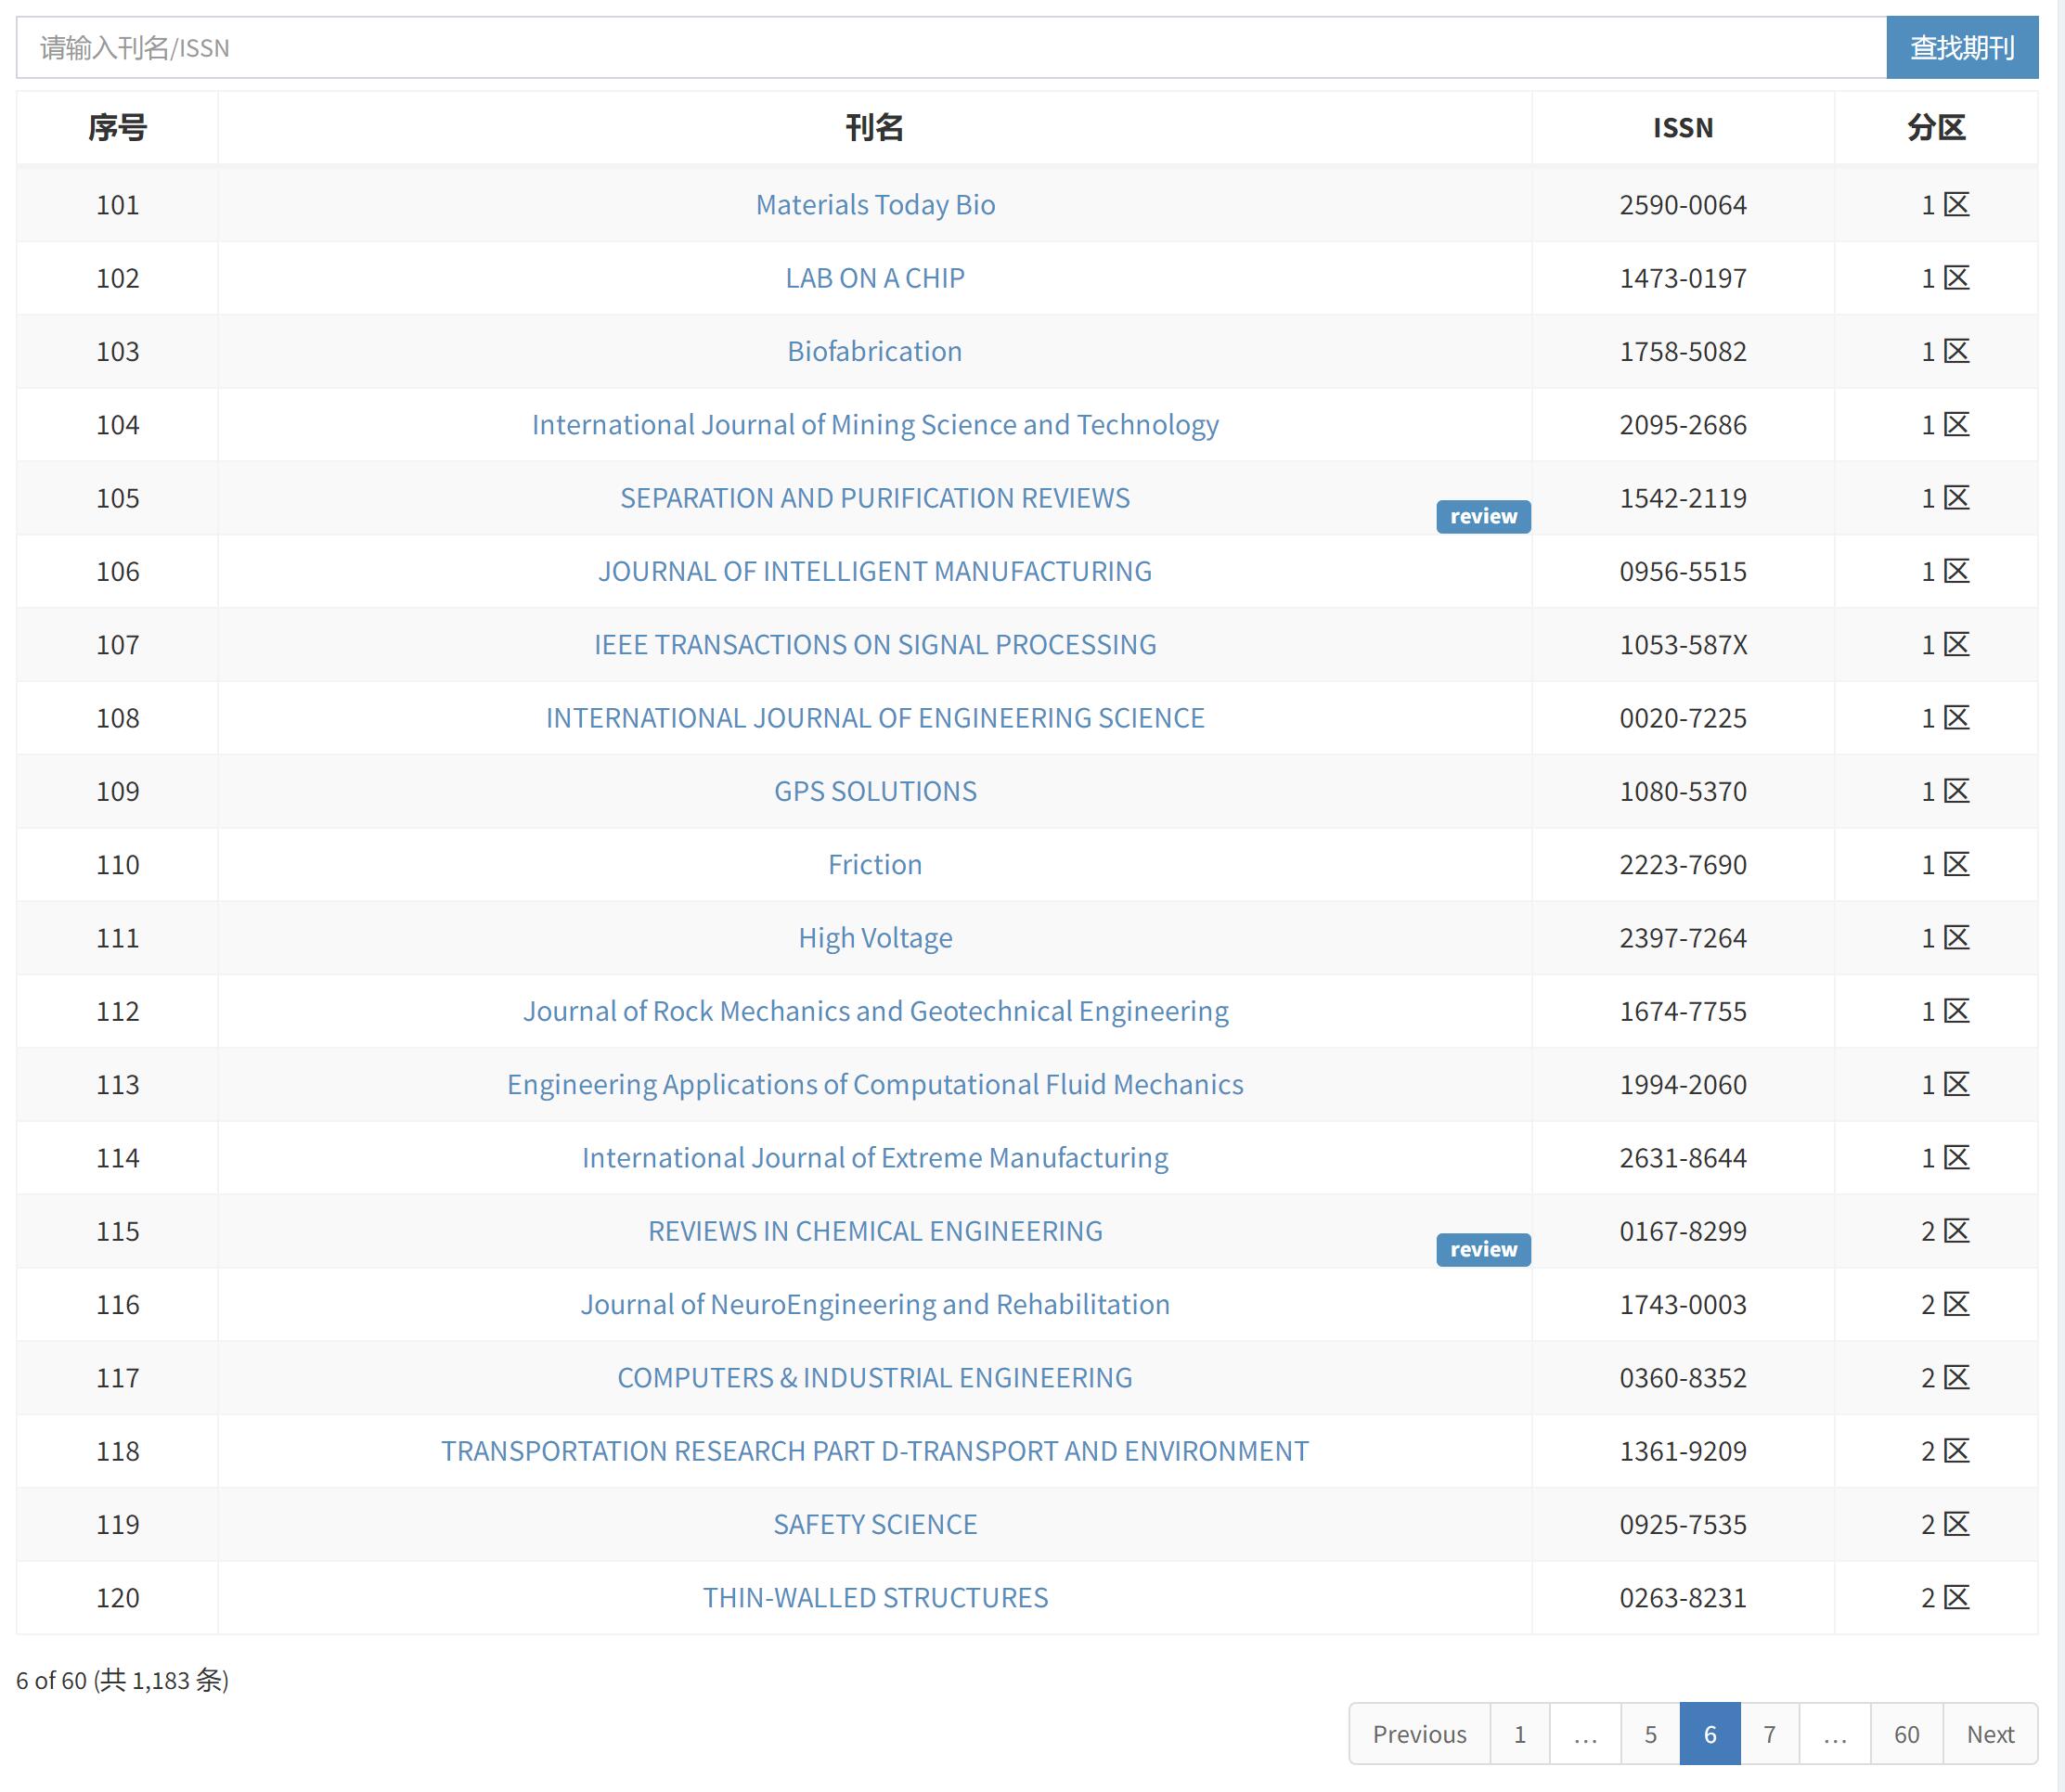 请输入刊名/ISSN 查找期刊
序号 刊名 ISSN 分区
101 Materials Today Bio 2590-0064 1 区
102 LAB ON A CHIP 1473-0197 1 区
103 Biofabrication 1758-5082 1 区
104 International Journal of Mining Science and Technology 2095-2686 1 区
105 SEPARATION AND PURIFICATION REVIEWS review 1542-2119 1 区
106 JOURNAL OF INTELLIGENT MANUFACTURING 0956-5515 1 区
107 IEEE TRANSACTIONS ON SIGNAL PROCESSING 1053-587X 1 区
108 INTERNATIONAL JOURNAL OF ENGINEERING SCIENCE 0020-7225 1 区
109 GPS SOLUTIONS 1080-5370 1 区
110 Friction 2223-7690 1 区
111 High Voltage 2397-7264 1 区
112 Journal of Rock Mechanics and Geotechnical Engineering 1674-7755 1 区
113 Engineering Applications of Computational Fluid Mechanics 1994-2060 1 区
114 International Journal of Extreme Manufacturing 2631-8644 1 区
115 REVIEWS IN CHEMICAL ENGINEERING review 0167-8299 2 区
116 Journal of NeuroEngineering and Rehabilitation 1743-0003 2 区
117 COMPUTERS & INDUSTRIAL ENGINEERING 0360-8352 2 区
118 TRANSPORTATION RESEARCH PART D-TRANSPORT AND ENVIRONMENT 1361-9209 2 区
119 SAFETY SCIENCE 0925-7535 2 区
120 THIN-WALLED STRUCTURES 0263-8231 2 区
6 of 60 (共 1,183 条)
Previous 1 … 5 6 7 … 60 Next